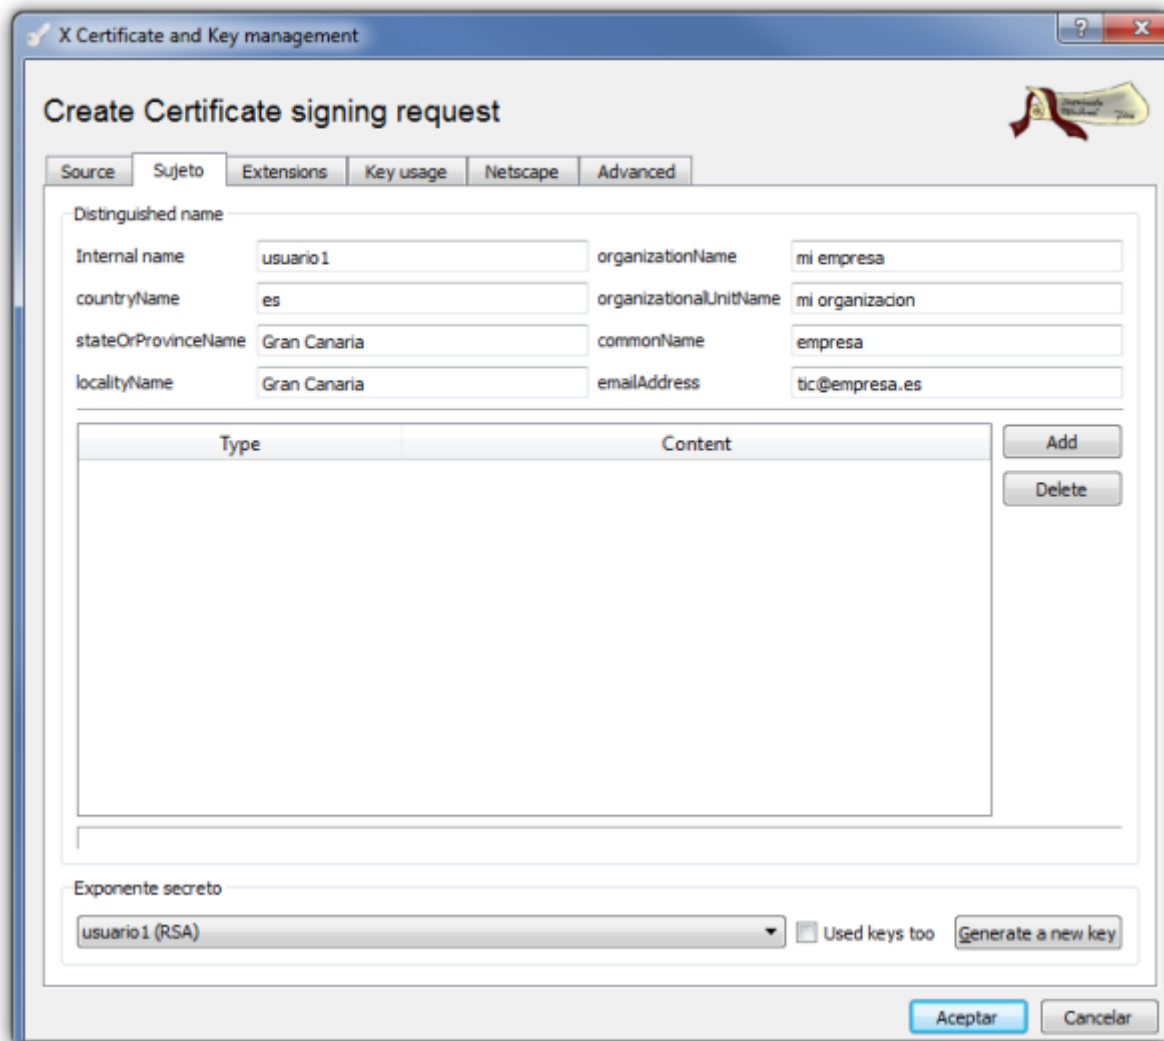 X Certificate and Key management
Create Certificate signing request
Source Sujeto Extensions Key usage Netscape Advanced
Distinguished name
Internal name usuario1 organizationName mi empresa
countryName es organizationalUnitName mi organizacion
stateOrProvinceName Gran Canaria commonName empresa
localityName Gran Canaria emailAddress tic@empresa.es
Type Content Add
Delete
Exponente secreto
usuario1 (RSA) Used keys too Generate a new key
Aceptar Cancelar